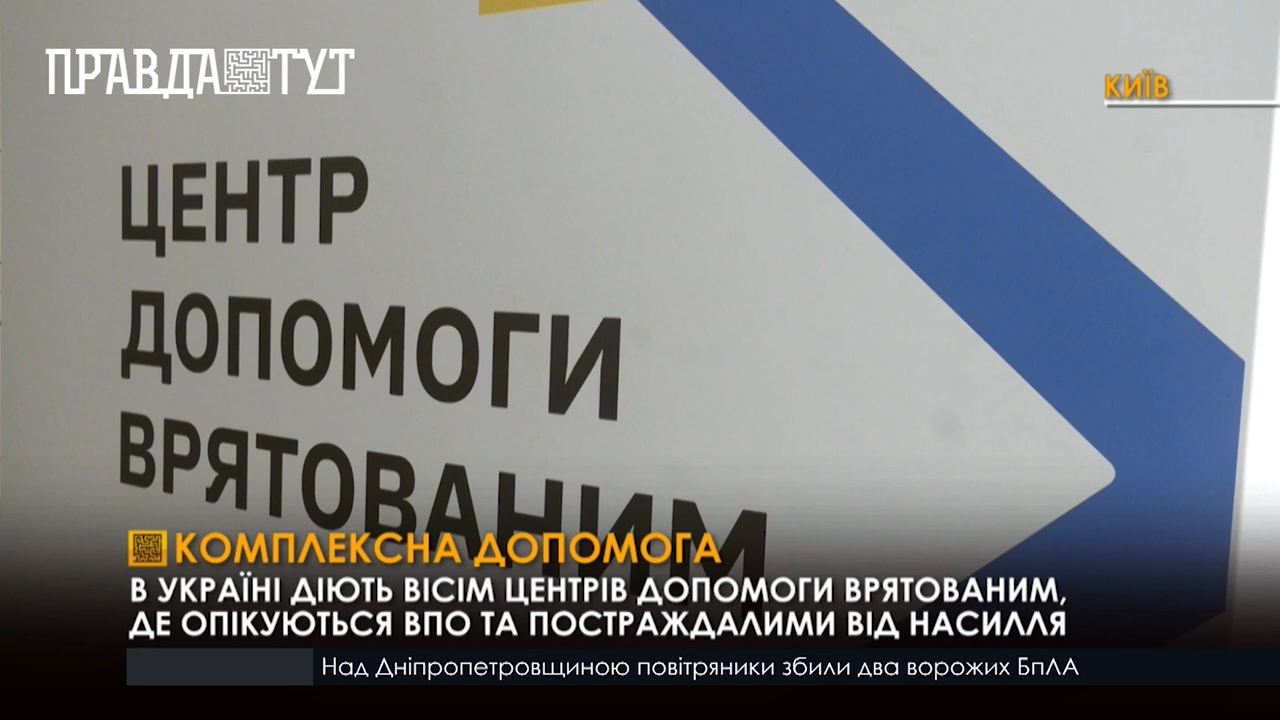 ПРАВДА ТУТ
КИЇВ
ЦЕНТР
ДОПОМОГИ
ВРЯТОВАНИМ
КОМПЛЕКСНА ДОПОМОГА
В УКРАЇНІ ДІЮТЬ ВІСІМ ЦЕНТРІВ ДОПОМОГИ ВРЯТОВАНИМ,
ДЕ ОПІКУЮТЬСЯ ВПО ТА ПОСТРАЖДАЛИМИ ВІД НАСИЛЛЯ
Над Дніпропетровщиною повітряники збили два ворожих БпЛА